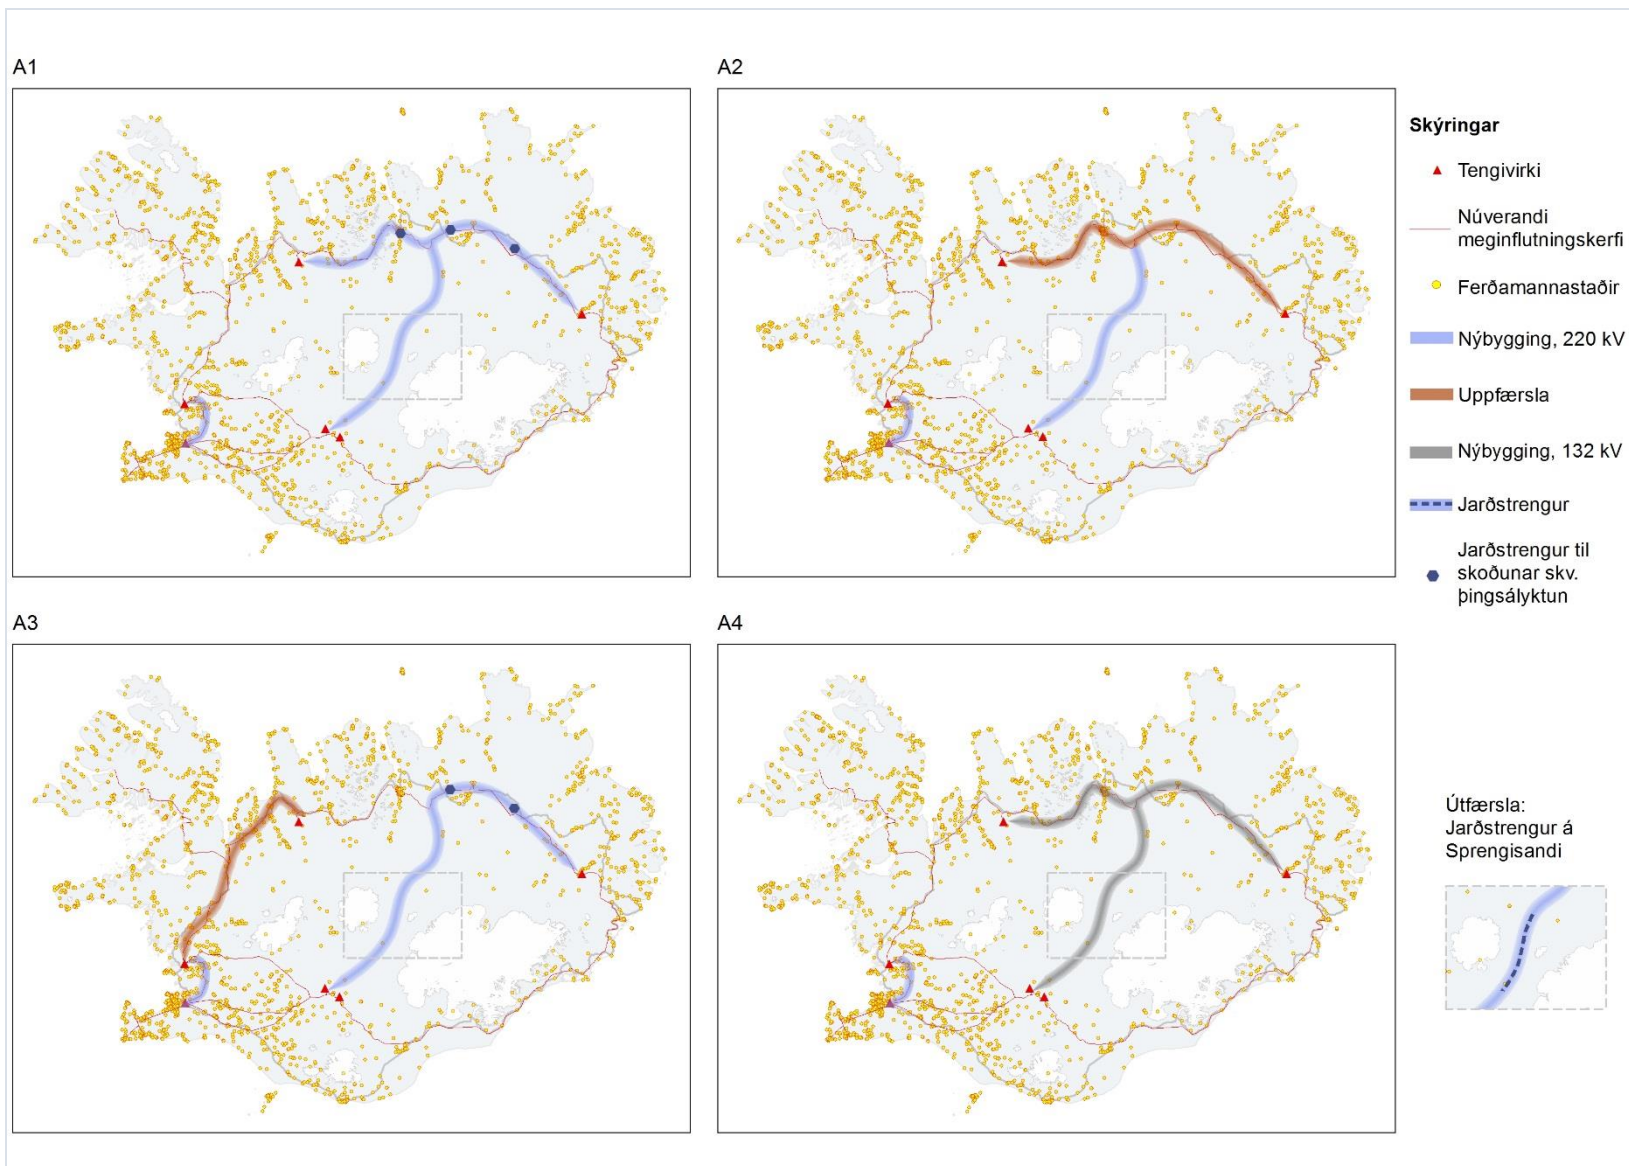 A1
A2
Skýringar
Tengivirki
Núverandi
meginflutningskerfi
Ferðamannastaðir
Nýbygging, 220 kV
Uppfærsla
Nýbygging, 132 kV
Jarðstrengur
Jarðstrengur til
skoðunar skv.
þingsályktun
A3
A4
Útfærsla:
Jarðstrengur á
Sprengisandi